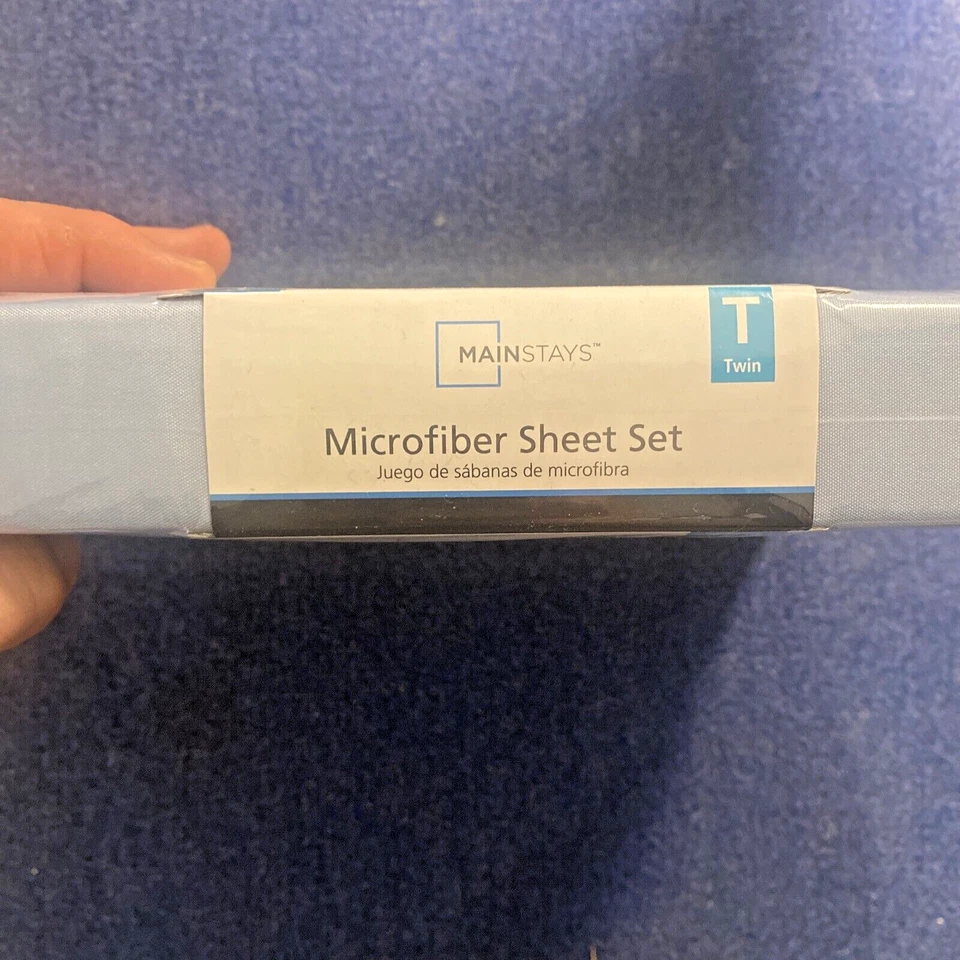 T
Twin
MAINSTAYS™
Microfiber Sheet Set
Juego de sábanas de microfibra